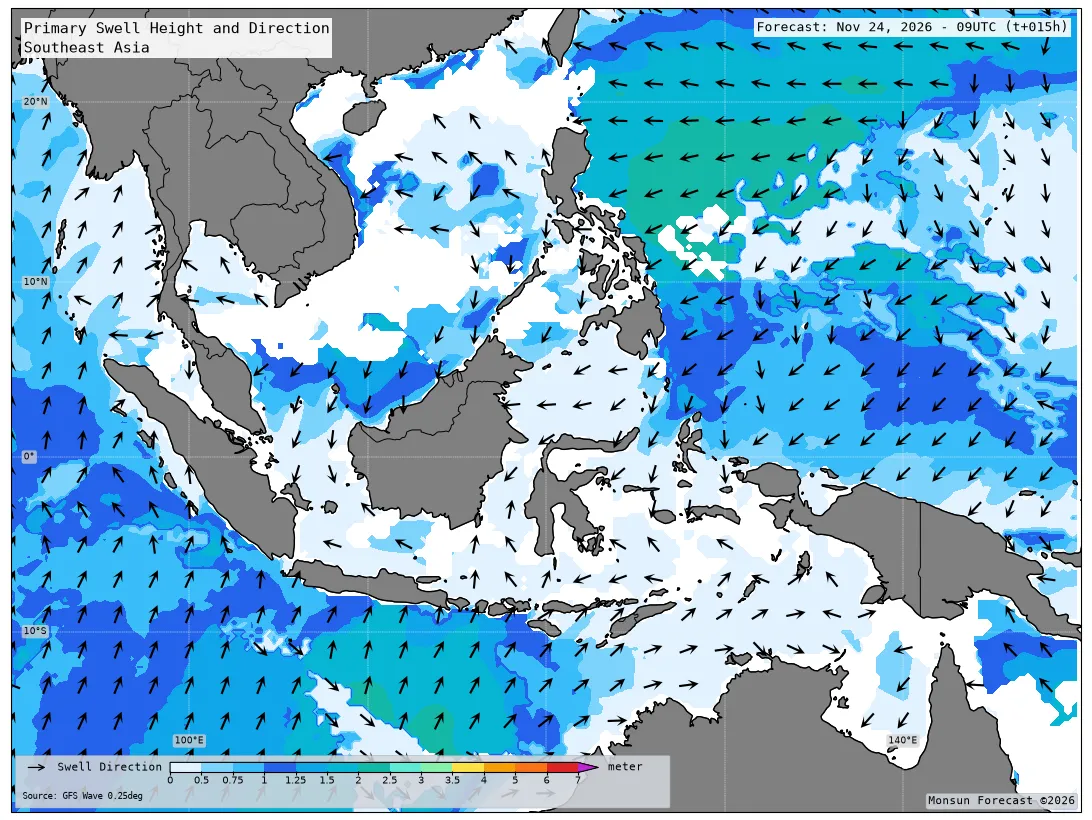 Primary Swell Height and Direction
Southeast Asia
Forecast: Nov 24, 2026 - 09UTC (t+015h)
20°N
10°N
0°
10°S
100°E
140°E
Swell Direction
0 0.5 0.75 1 1.25 1.5 2 2.5 3 3.5 4 5 6 7
meter
Source: GFS Wave 0.25deg
Monsun Forecast ©2026